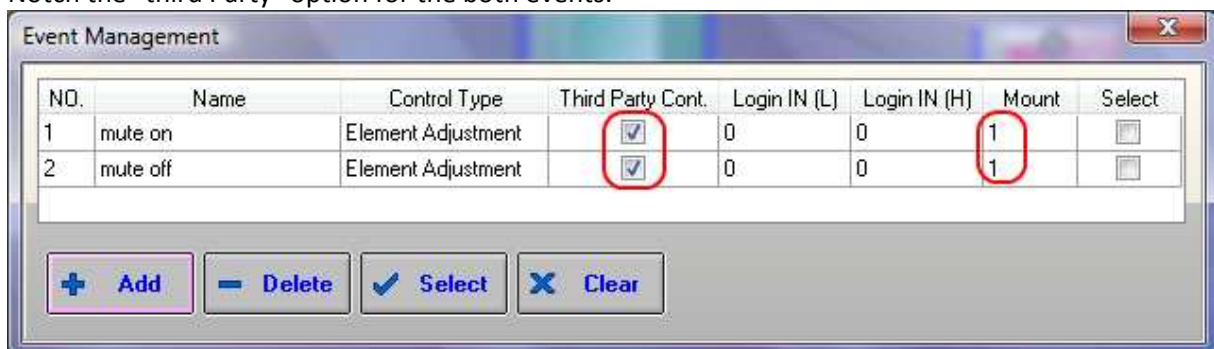 Notch the "third Party" option for the both events.
Event Management
NO. Name Control Type Third Party Cont. Login IN (L) Login IN (H) Mount Select
1 mute on Element Adjustment 0 0 1
2 mute off Element Adjustment 0 0 1
Add Delete Select Clear